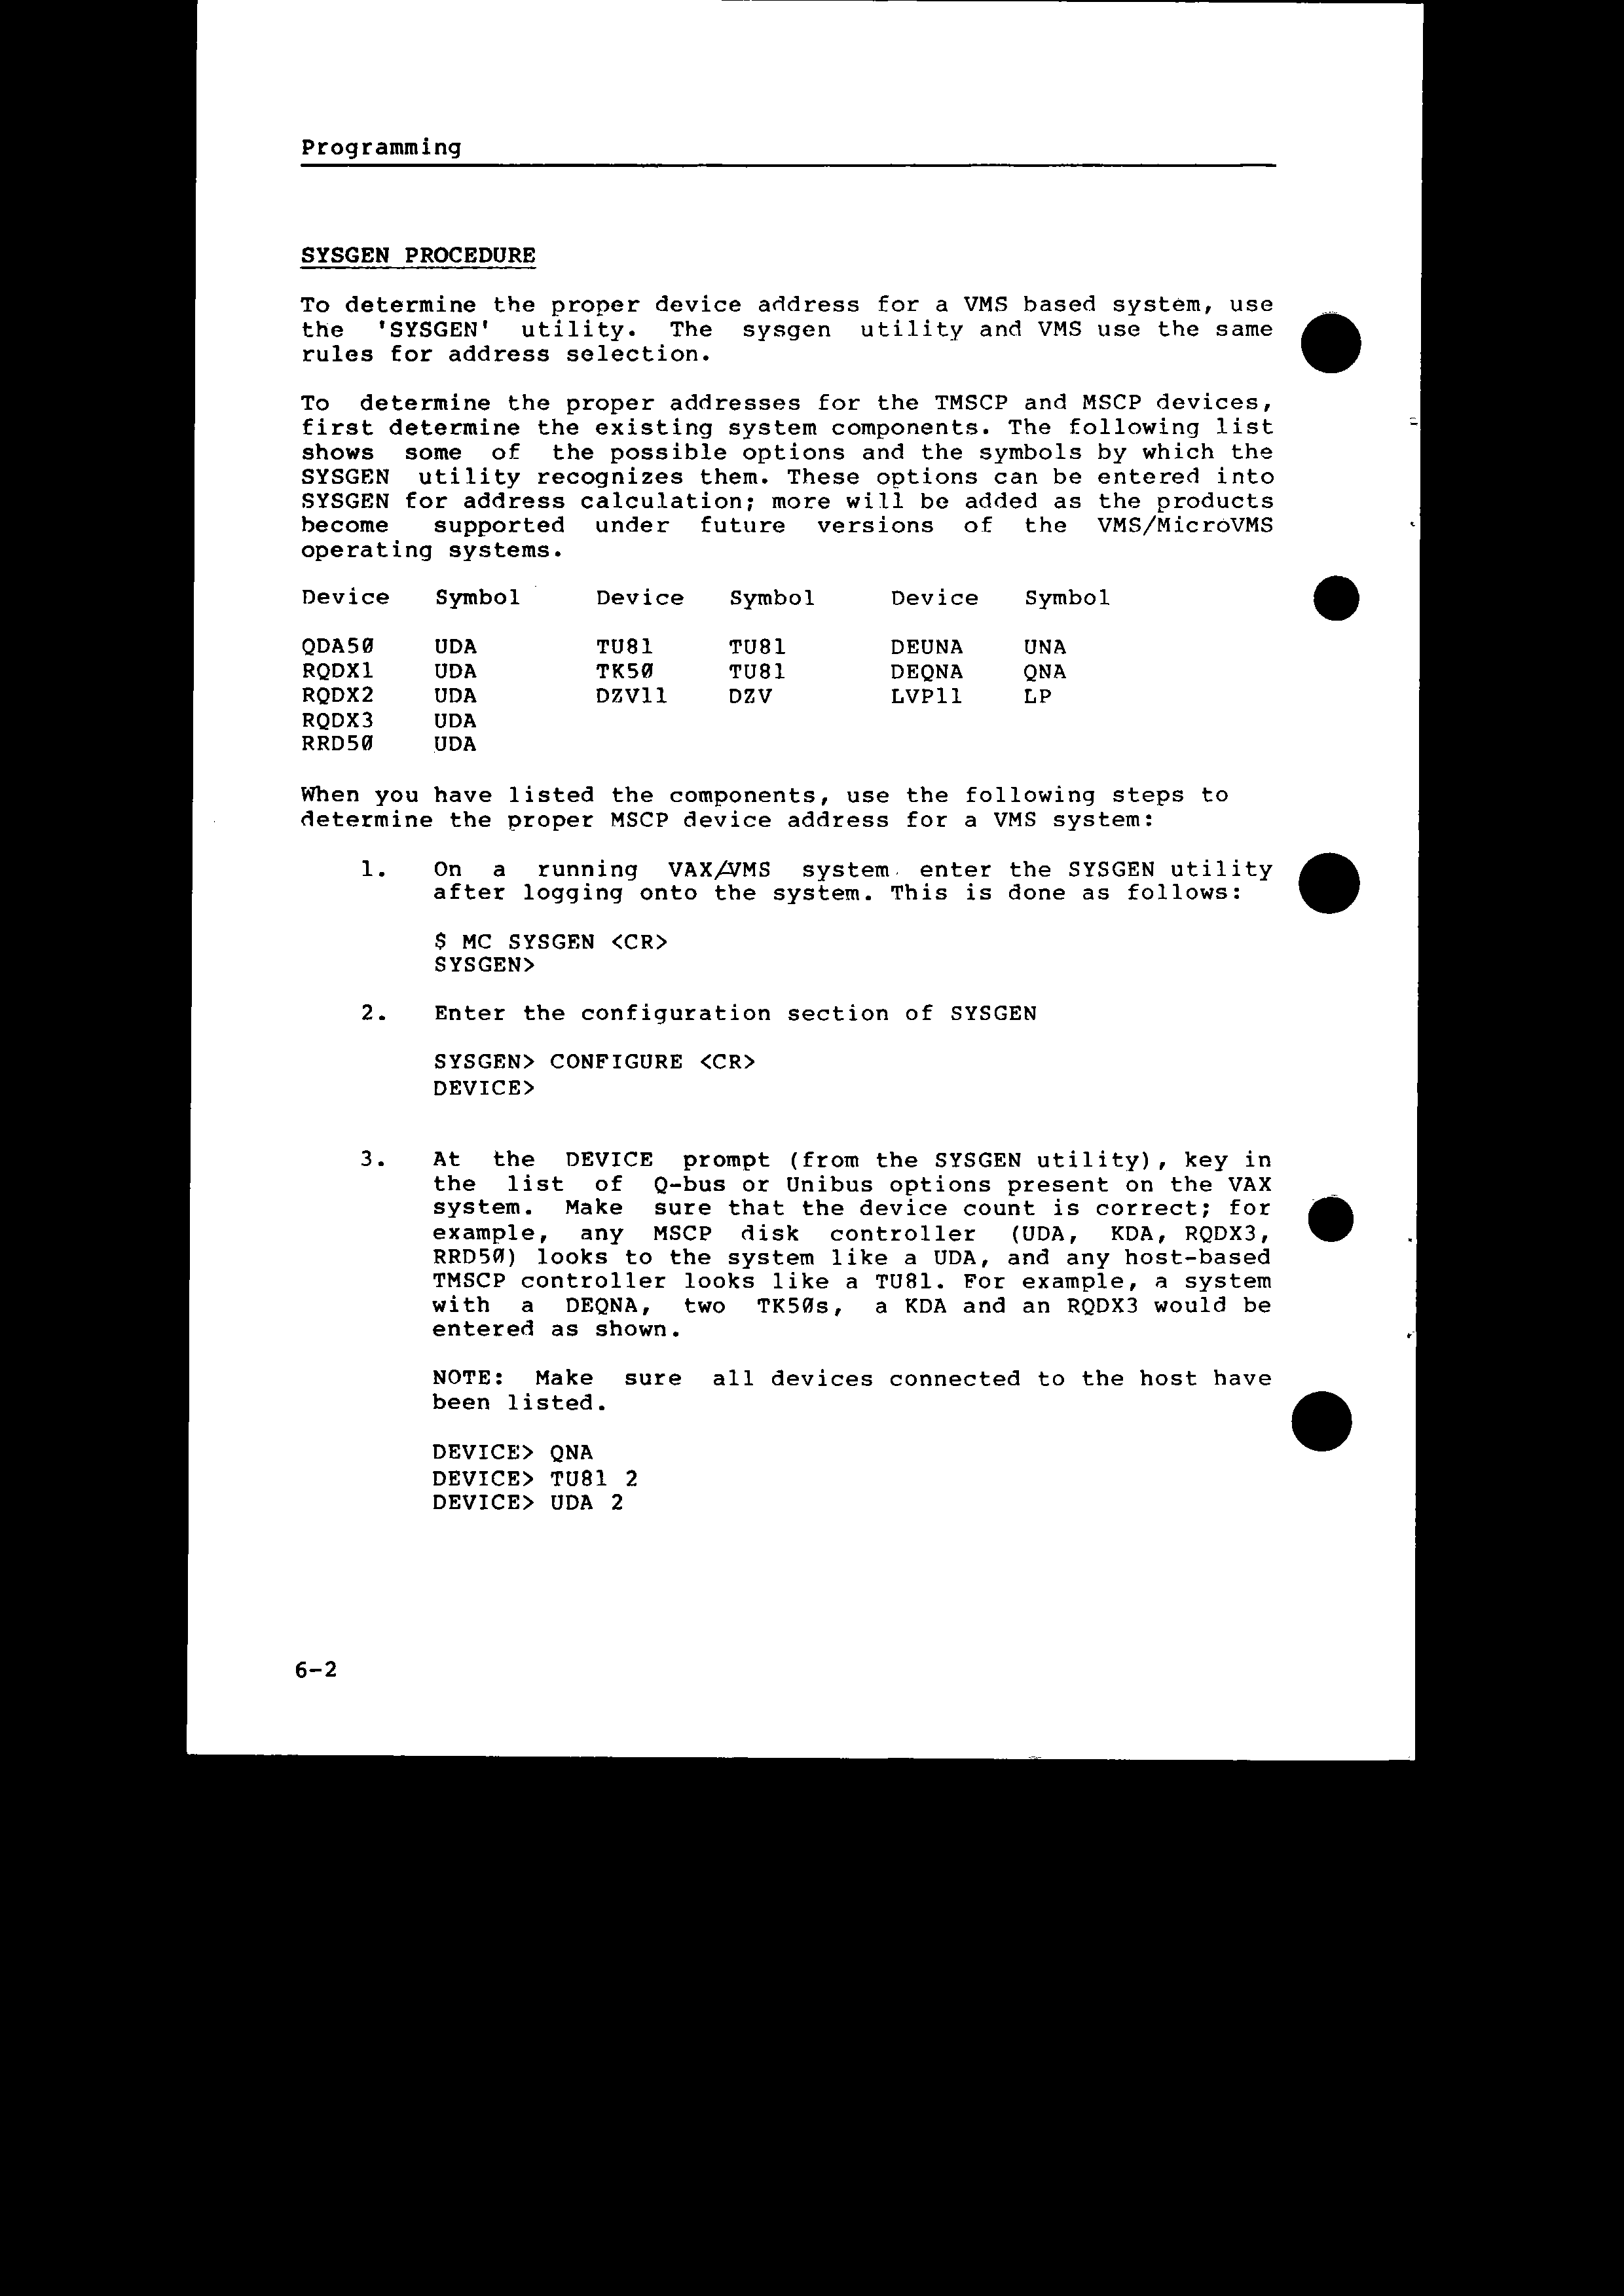 Programming
SYSGEN PROCEDURE
To determine the proper device address for a VMS based system, use
the 'SYSGEN' utility. The sysgen utility and VMS use the same
rules for address selection.
To determine the proper addresses for the TMSCP and MSCP devices,
first determine the existing system components. The following list
shows some of the possible options and the symbols by which the
SYSGEN utility recognizes them. These options can be entered into
SYSGEN for address calculation; more will be added as the products
become supported under future versions of the VMS/MicroVMS
operating systems.
Device Symbol Device Symbol Device Symbol
QDA50 UDA TU81 TU81 DEUNA UNA
RQDX1 UDA TK50 TU81 DEQNA QNA
RQDX2 UDA DZV11 DZV LVP11 LP
RQDX3 UDA
RRD50 UDA
When you have listed the components, use the following steps to
determine the proper MSCP device address for a VMS system:
1. On a running VAX/VMS system enter the SYSGEN utility
after logging onto the system. This is done as follows:
$ MC SYSGEN <CR>
SYSGEN>
2. Enter the configuration section of SYSGEN
SYSGEN> CONFIGURE <CR>
DEVICE>
3. At the DEVICE prompt (from the SYSGEN utility), key in
the list of Q-bus or Unibus options present on the VAX
system. Make sure that the device count is correct; for
example, any MSCP disk controller (UDA, KDA, RQDX3,
RRD50) looks to the system like a UDA, and any host-based
TMSCP controller looks like a TU81. For example, a system
with a DEQNA, two TK50s, a KDA and an RQDX3 would be
entered as shown.
NOTE: Make sure all devices connected to the host have
been listed.
DEVICE> QNA
DEVICE> TU81 2
DEVICE> UDA 2
6-2